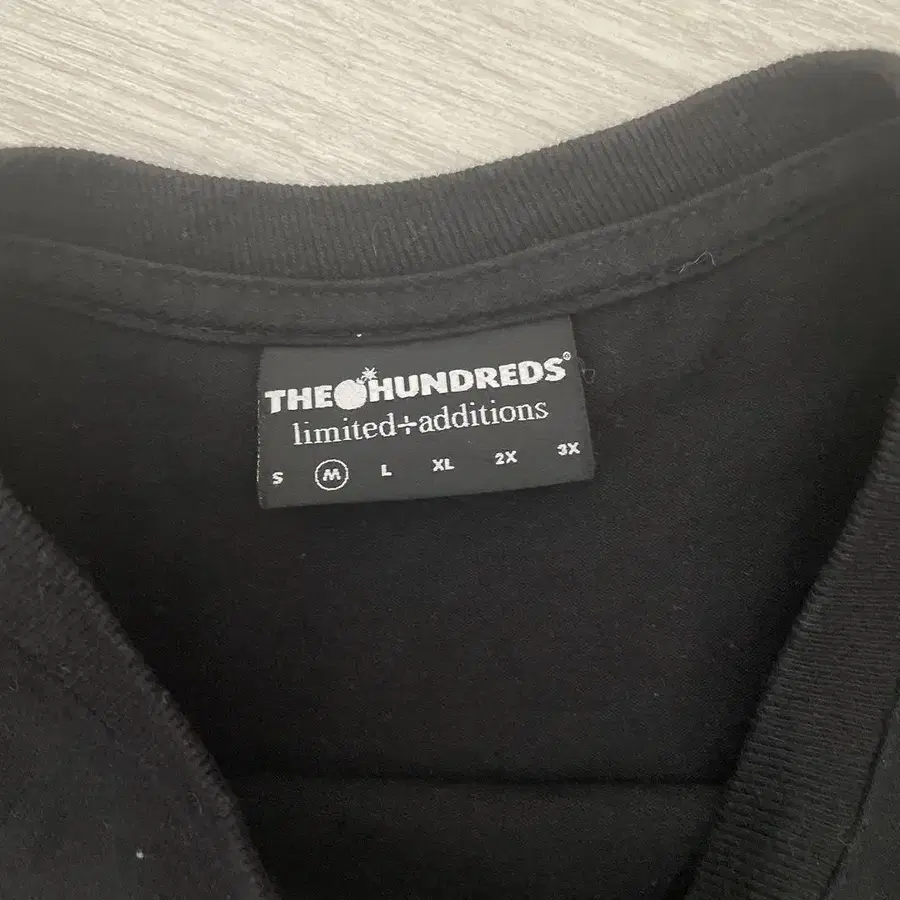 THE HUNDREDS®
limited÷additions
S M L XL 2X 3X